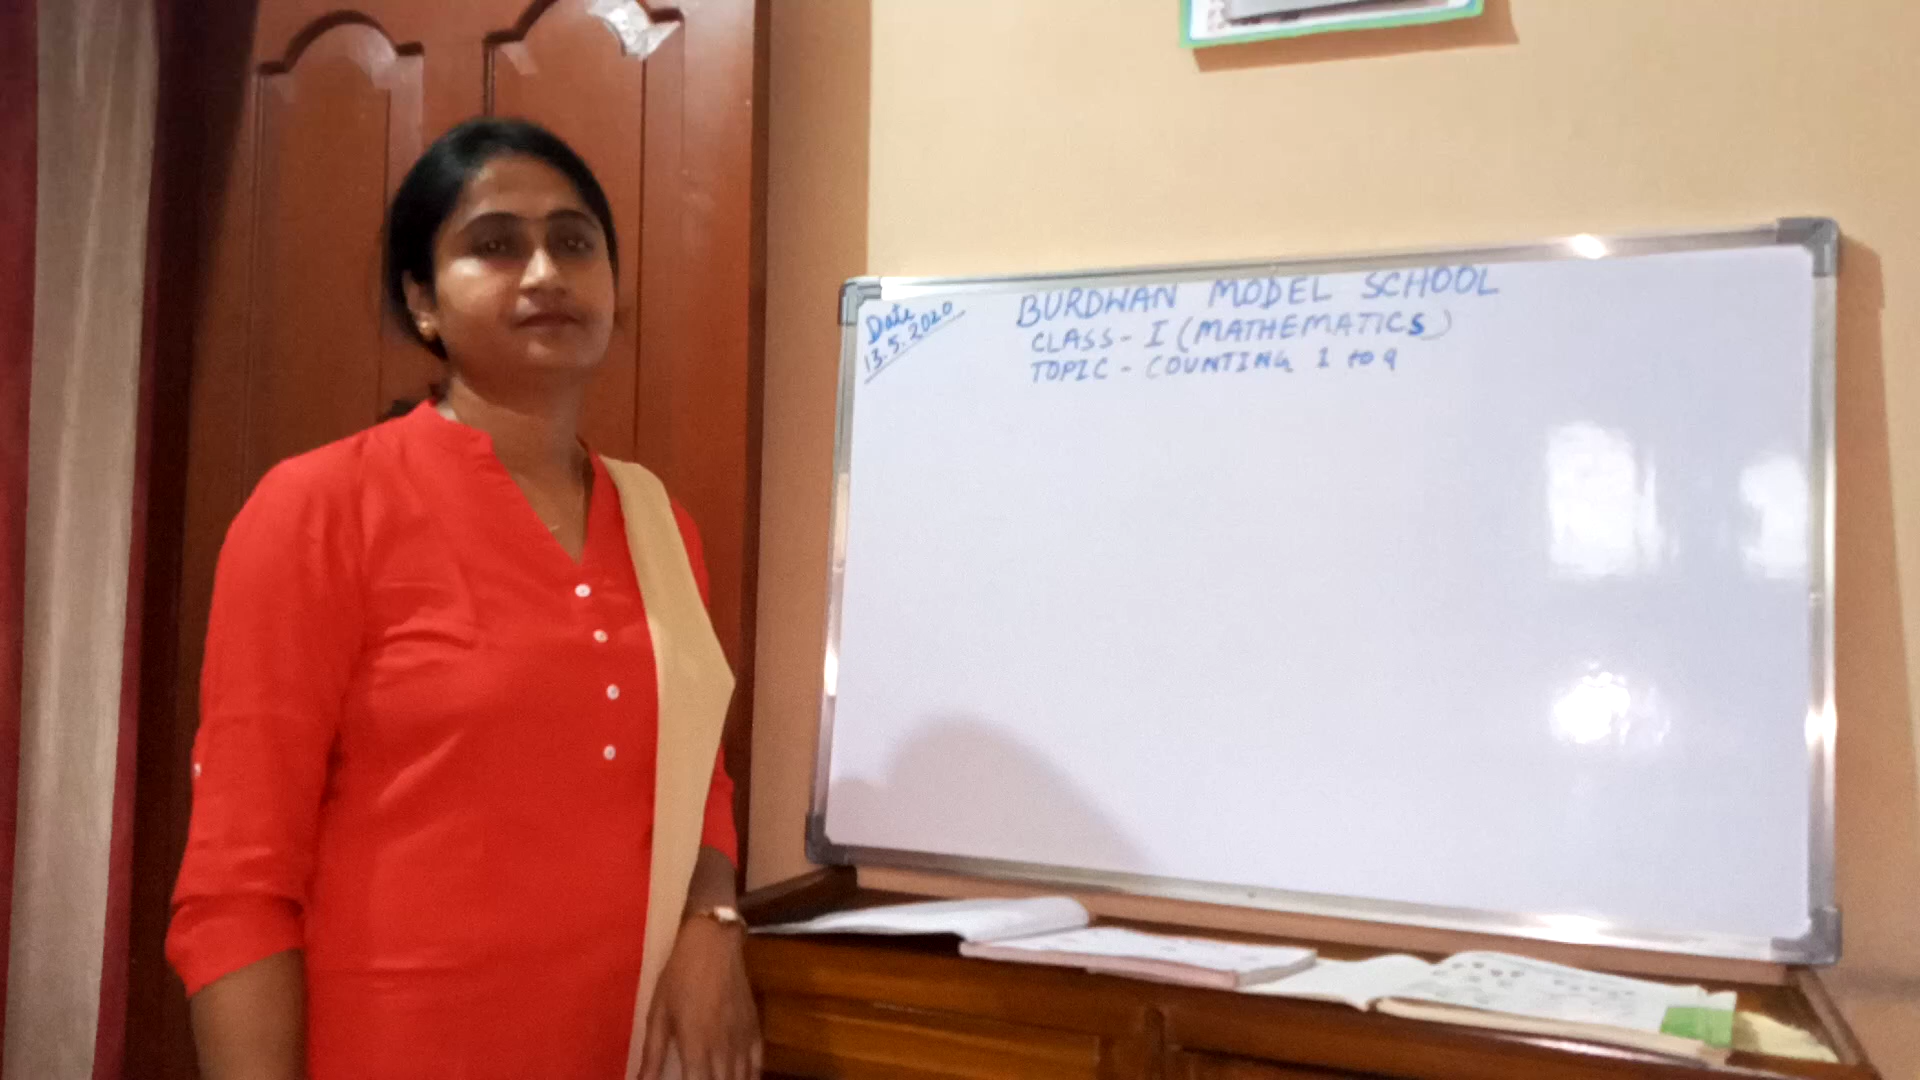 Date
13.5.2020
BURDWAN MODEL SCHOOL
CLASS - I (MATHEMATICS)
TOPIC - COUNTING 1 to 9